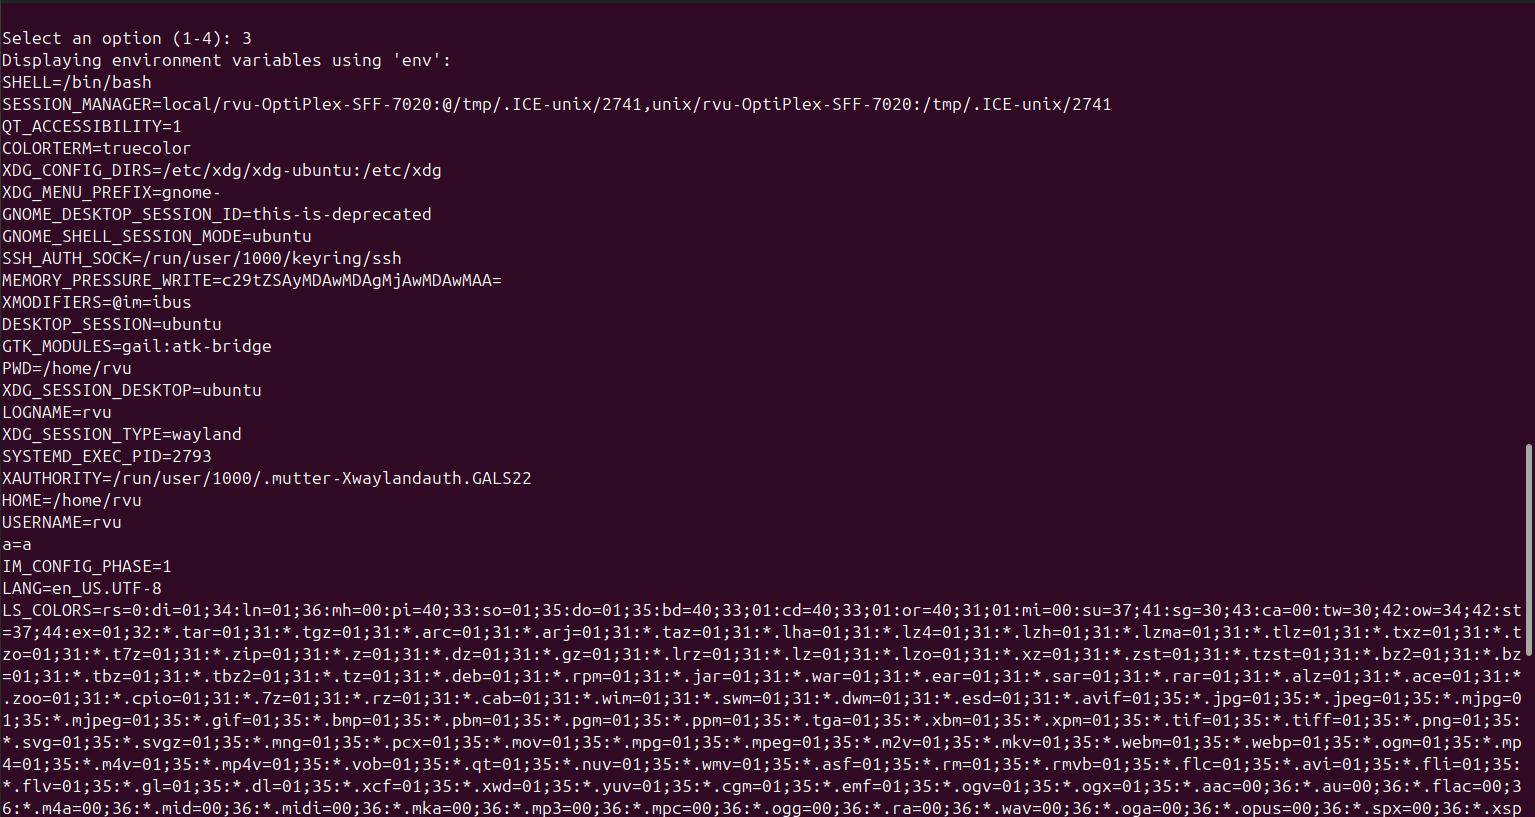 Select an option (1-4): 3
Displaying environment variables using 'env':
SHELL=/bin/bash
SESSION_MANAGER=local/rvu-OptiPlex-SFF-7020:@/tmp/.ICE-unix/2741,unix/rvu-OptiPlex-SFF-7020:/tmp/.ICE-unix/2741
QT_ACCESSIBILITY=1
COLORTERM=truecolor
XDG_CONFIG_DIRS=/etc/xdg/xdg-ubuntu:/etc/xdg
XDG_MENU_PREFIX=gnome-
GNOME_DESKTOP_SESSION_ID=this-is-deprecated
GNOME_SHELL_SESSION_MODE=ubuntu
SSH_AUTH_SOCK=/run/user/1000/keyring/ssh
MEMORY_PRESSURE_WRITE=c29tZSAyMDAwMDAgMjAwMDAwMAA=
XMODIFIERS=@im=ibus
DESKTOP_SESSION=ubuntu
GTK_MODULES=gail:atk-bridge
PWD=/home/rvu
XDG_SESSION_DESKTOP=ubuntu
LOGNAME=rvu
XDG_SESSION_TYPE=wayland
SYSTEMD_EXEC_PID=2793
XAUTHORITY=/run/user/1000/.mutter-Xwaylandauth.GALS22
HOME=/home/rvu
USERNAME=rvu
a=a
IM_CONFIG_PHASE=1
LANG=en_US.UTF-8
LS_COLORS=rs=0:di=01;34:ln=01;36:mh=00:pi=40;33:so=01;35:do=01;35:bd=40;33;01:cd=40;33;01:or=40;31;01:mi=00:su=37;41:sg=30;43:ca=00:tw=30;42:ow=34;42:st
=37;44:ex=01;32:*.tar=01;31:*.tgz=01;31:*.arc=01;31:*.arj=01;31:*.taz=01;31:*.lha=01;31:*.lz4=01;31:*.lzh=01;31:*.lzma=01;31:*.tlz=01;31:*.txz=01;31:*.t
zo=01;31:*.t7z=01;31:*.zip=01;31:*.z=01;31:*.dz=01;31:*.gz=01;31:*.lrz=01;31:*.lz=01;31:*.lzo=01;31:*.xz=01;31:*.zst=01;31:*.tzst=01;31:*.bz2=01;31:*.bz
=01;31:*.tbz=01;31:*.tbz2=01;31:*.tz=01;31:*.deb=01;31:*.rpm=01;31:*.jar=01;31:*.war=01;31:*.ear=01;31:*.sar=01;31:*.rar=01;31:*.alz=01;31:*.ace=01;31:*
.zoo=01;31:*.cpio=01;31:*.7z=01;31:*.rz=01;31:*.cab=01;31:*.wim=01;31:*.swm=01;31:*.dwm=01;31:*.esd=01;31:*.avif=01;35:*.jpg=01;35:*.jpeg=01;35:*.mjpg=0
1;35:*.mjpeg=01;35:*.gif=01;35:*.bmp=01;35:*.pbm=01;35:*.pgm=01;35:*.ppm=01;35:*.tga=01;35:*.xbm=01;35:*.xpm=01;35:*.tif=01;35:*.tiff=01;35:*.png=01;35:
*.svg=01;35:*.svgz=01;35:*.mng=01;35:*.pcx=01;35:*.mov=01;35:*.mpg=01;35:*.mpeg=01;35:*.m2v=01;35:*.mkv=01;35:*.webm=01;35:*.webp=01;35:*.ogm=01;35:*.mp
4=01;35:*.m4v=01;35:*.mp4v=01;35:*.vob=01;35:*.qt=01;35:*.nuv=01;35:*.wmv=01;35:*.asf=01;35:*.rm=01;35:*.rmvb=01;35:*.flc=01;35:*.avi=01;35:*.fli=01;35:
*.flv=01;35:*.gl=01;35:*.dl=01;35:*.xcf=01;35:*.xwd=01;35:*.yuv=01;35:*.cgm=01;35:*.emf=01;35:*.ogv=01;35:*.ogx=01;35:*.aac=00;36:*.au=00;36:*.flac=00;3
6:*.m4a=00;36:*.mid=00;36:*.midi=00;36:*.mka=00;36:*.mp3=00;36:*.mpc=00;36:*.ogg=00;36:*.ra=00;36:*.wav=00;36:*.oga=00;36:*.opus=00;36:*.spx=00;36:*.xsp